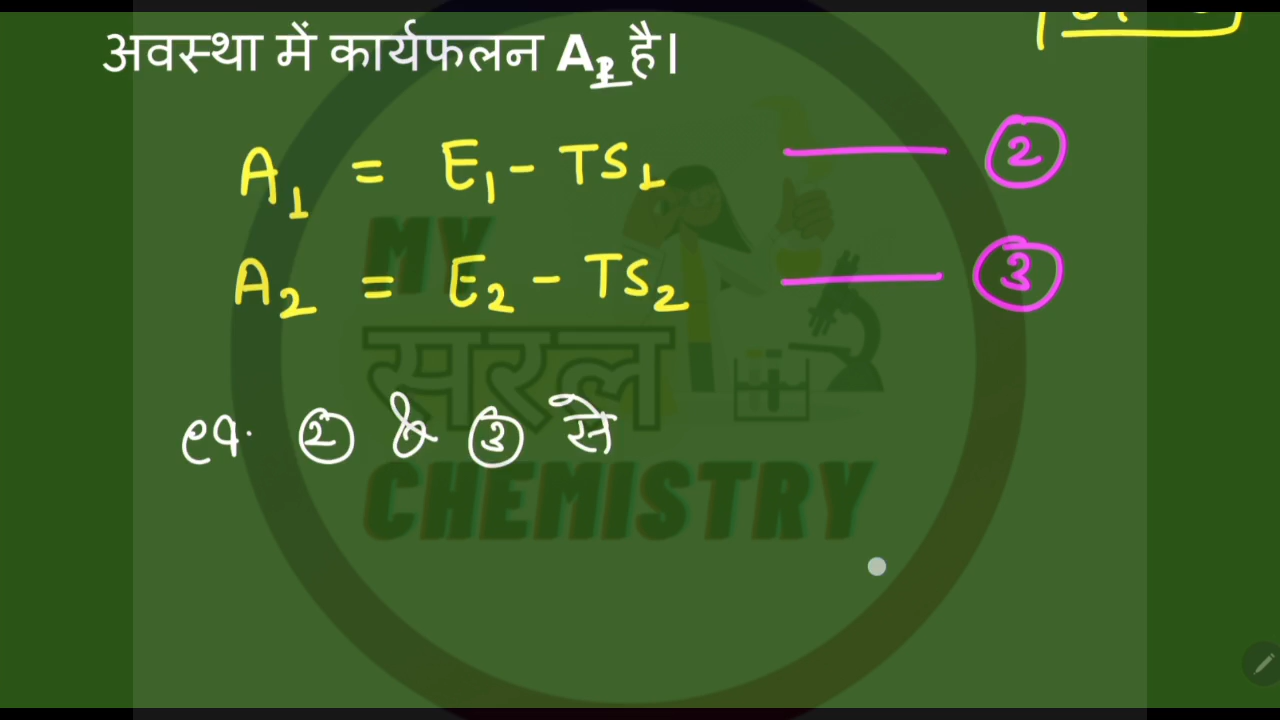 अवस्था में कार्यफलन A₂ है।
A₁ = E₁ - TS₁ ②
A₂ = E₂ - TS₂ ③
MY
सरल
eq. ② & ③ से
CHEMISTRY